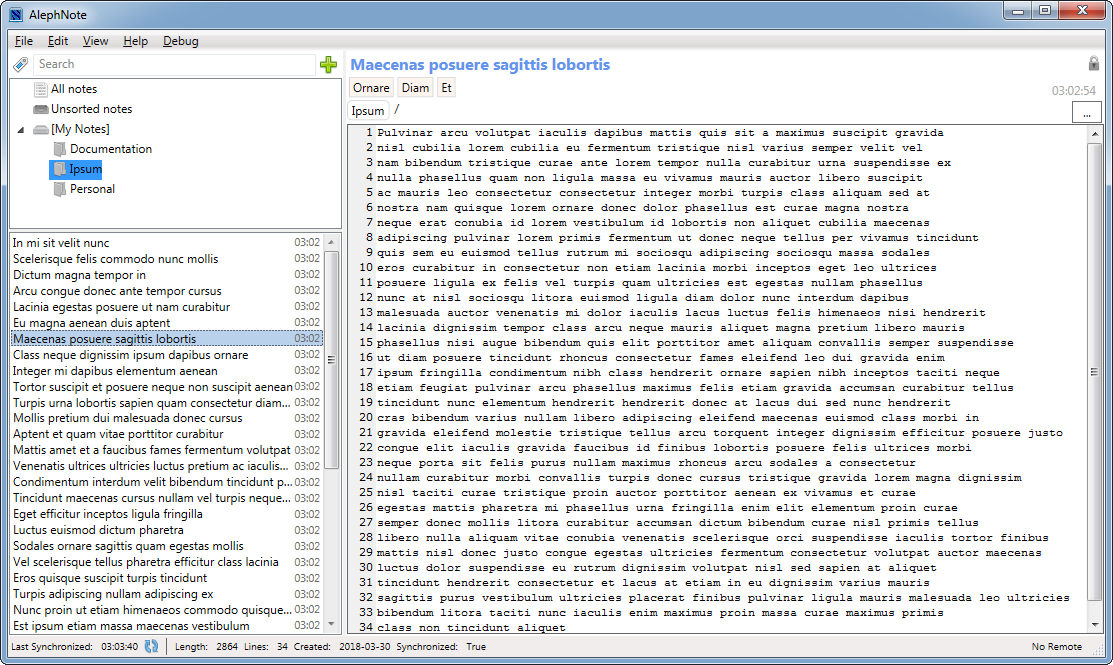 AlephNote
File Edit View Help Debug
Search
All notes
Unsorted notes
[My Notes]
Documentation
Ipsum
Personal
In mi sit velit nunc 03:02
Scelerisque felis commodo nunc mollis 03:02
Dictum magna tempor in 03:02
Arcu congue donec ante tempor cursus 03:02
Lacinia egestas posuere ut nam curabitur 03:02
Eu magna aenean duis aptent 03:02
Maecenas posuere sagittis lobortis 03:02
Class neque dignissim ipsum dapibus ornare 03:02
Integer mi dapibus elementum aenean 03:02
Tortor suscipit et posuere neque non suscipit aenean 03:02
Turpis urna lobortis sapien quam consectetur diam... 03:02
Mollis pretium dui malesuada donec cursus 03:02
Aptent et quam vitae porttitor curabitur 03:02
Mattis amet et a faucibus fames fermentum volutpat 03:02
Venenatis ultrices ultricies luctus pretium ac iaculis... 03:02
Condimentum interdum velit bibendum tincidunt p... 03:02
Tincidunt maecenas cursus nullam vel turpis neque... 03:02
Eget efficitur inceptos ligula fringilla 03:02
Luctus euismod dictum pharetra 03:02
Sodales ornare sagittis quam egestas mollis 03:02
Vel scelerisque tellus pharetra efficitur class lacinia 03:02
Eros quisque suscipit turpis tincidunt 03:02
Turpis adipiscing nullam adipiscing ex 03:02
Nunc proin ut etiam himenaeos commodo quisque... 03:02
Est ipsum etiam massa maecenas vestibulum 03:02
Maecenas posuere sagittis lobortis
Ornare Diam Et
03:02:54
Ipsum /
...
1 Pulvinar arcu volutpat iaculis dapibus mattis quis sit a maximus suscipit gravida
2 nisl cubilia lorem cubilia eu fermentum tristique nisl varius semper velit vel
3 nam bibendum tristique curae ante lorem tempor nulla curabitur urna suspendisse ex
4 nulla phasellus quam non ligula massa eu vivamus mauris auctor libero suscipit
5 ac mauris leo consectetur consectetur integer morbi turpis class aliquam sed at
6 nostra nam quisque lorem ornare donec dolor phasellus est curae magna nostra
7 neque erat conubia id lorem vestibulum id lobortis non aliquet cubilia maecenas
8 adipiscing pulvinar lorem primis fermentum ut donec neque tellus per vivamus tincidunt
9 quis sem eu euismod tellus rutrum mi sociosqu adipiscing sociosqu massa sodales
10 eros curabitur in consectetur non etiam lacinia morbi inceptos eget leo ultrices
11 posuere ligula ex felis vel turpis quam ultricies est egestas nullam phasellus
12 nunc at nisl sociosqu litora euismod ligula diam dolor nunc interdum dapibus
13 malesuada auctor venenatis mi dolor iaculis lacus luctus felis himenaeos nisi hendrerit
14 lacinia dignissim tempor class arcu neque mauris aliquet magna pretium libero mauris
15 phasellus nisi augue bibendum quis elit porttitor amet aliquam convallis semper suspendisse
16 ut diam posuere tincidunt rhoncus consectetur fames eleifend leo dui gravida enim
17 ipsum fringilla condimentum nibh class hendrerit ornare sapien nibh inceptos taciti neque
18 etiam feugiat pulvinar arcu phasellus maximus felis etiam gravida accumsan curabitur tellus
19 tincidunt nunc elementum hendrerit hendrerit donec at lacus dui sed nunc hendrerit
20 cras bibendum varius nullam libero adipiscing eleifend maecenas euismod class morbi in
21 gravida eleifend molestie tristique tellus arcu torquent integer dignissim efficitur posuere justo
22 congue elit iaculis gravida faucibus id finibus lobortis posuere felis ultrices morbi
23 neque porta sit felis purus nullam maximus rhoncus arcu sodales a consectetur
24 nullam curabitur morbi convallis turpis donec cursus tristique gravida lorem magna dignissim
25 nisl taciti curae tristique proin auctor porttitor aenean ex vivamus et curae
26 egestas mattis pharetra mi phasellus urna fringilla enim elit elementum proin curae
27 semper donec mollis litora curabitur accumsan dictum bibendum curae nisl primis tellus
28 libero nulla aliquam vitae conubia venenatis scelerisque orci suspendisse iaculis tortor finibus
29 mattis nisl donec justo congue egestas ultricies fermentum consectetur volutpat auctor maecenas
30 luctus dolor suspendisse eu rutrum dignissim volutpat nisl sed sapien at aliquet
31 tincidunt hendrerit consectetur et lacus at etiam in eu dignissim varius mauris
32 sagittis purus vestibulum ultricies placerat finibus pulvinar ligula mauris malesuada leo ultricies
33 bibendum litora taciti nunc iaculis enim maximus proin massa curae maximus primis
34 class non tincidunt aliquet
Last Synchronized: 03:03:40 Length: 2864 Lines: 34 Created: 2018-03-30 Synchronized: True No Remote